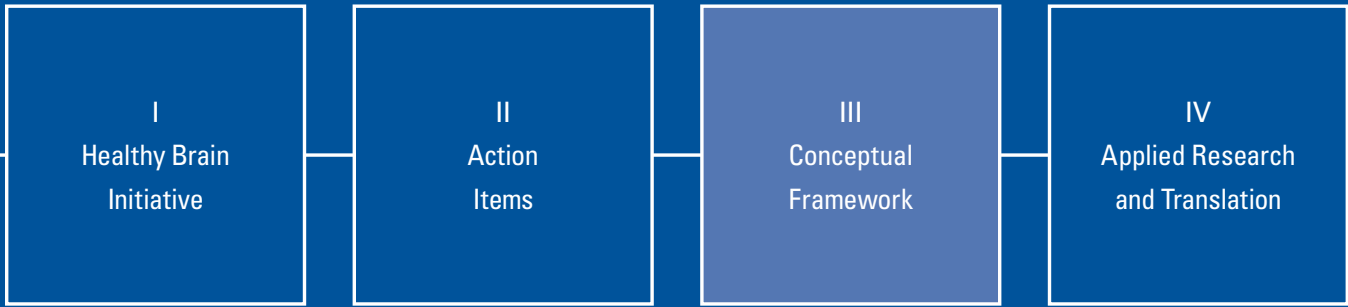 I
Healthy Brain
Initiative
II
Action
Items
III
Conceptual
Framework
IV
Applied Research
and Translation